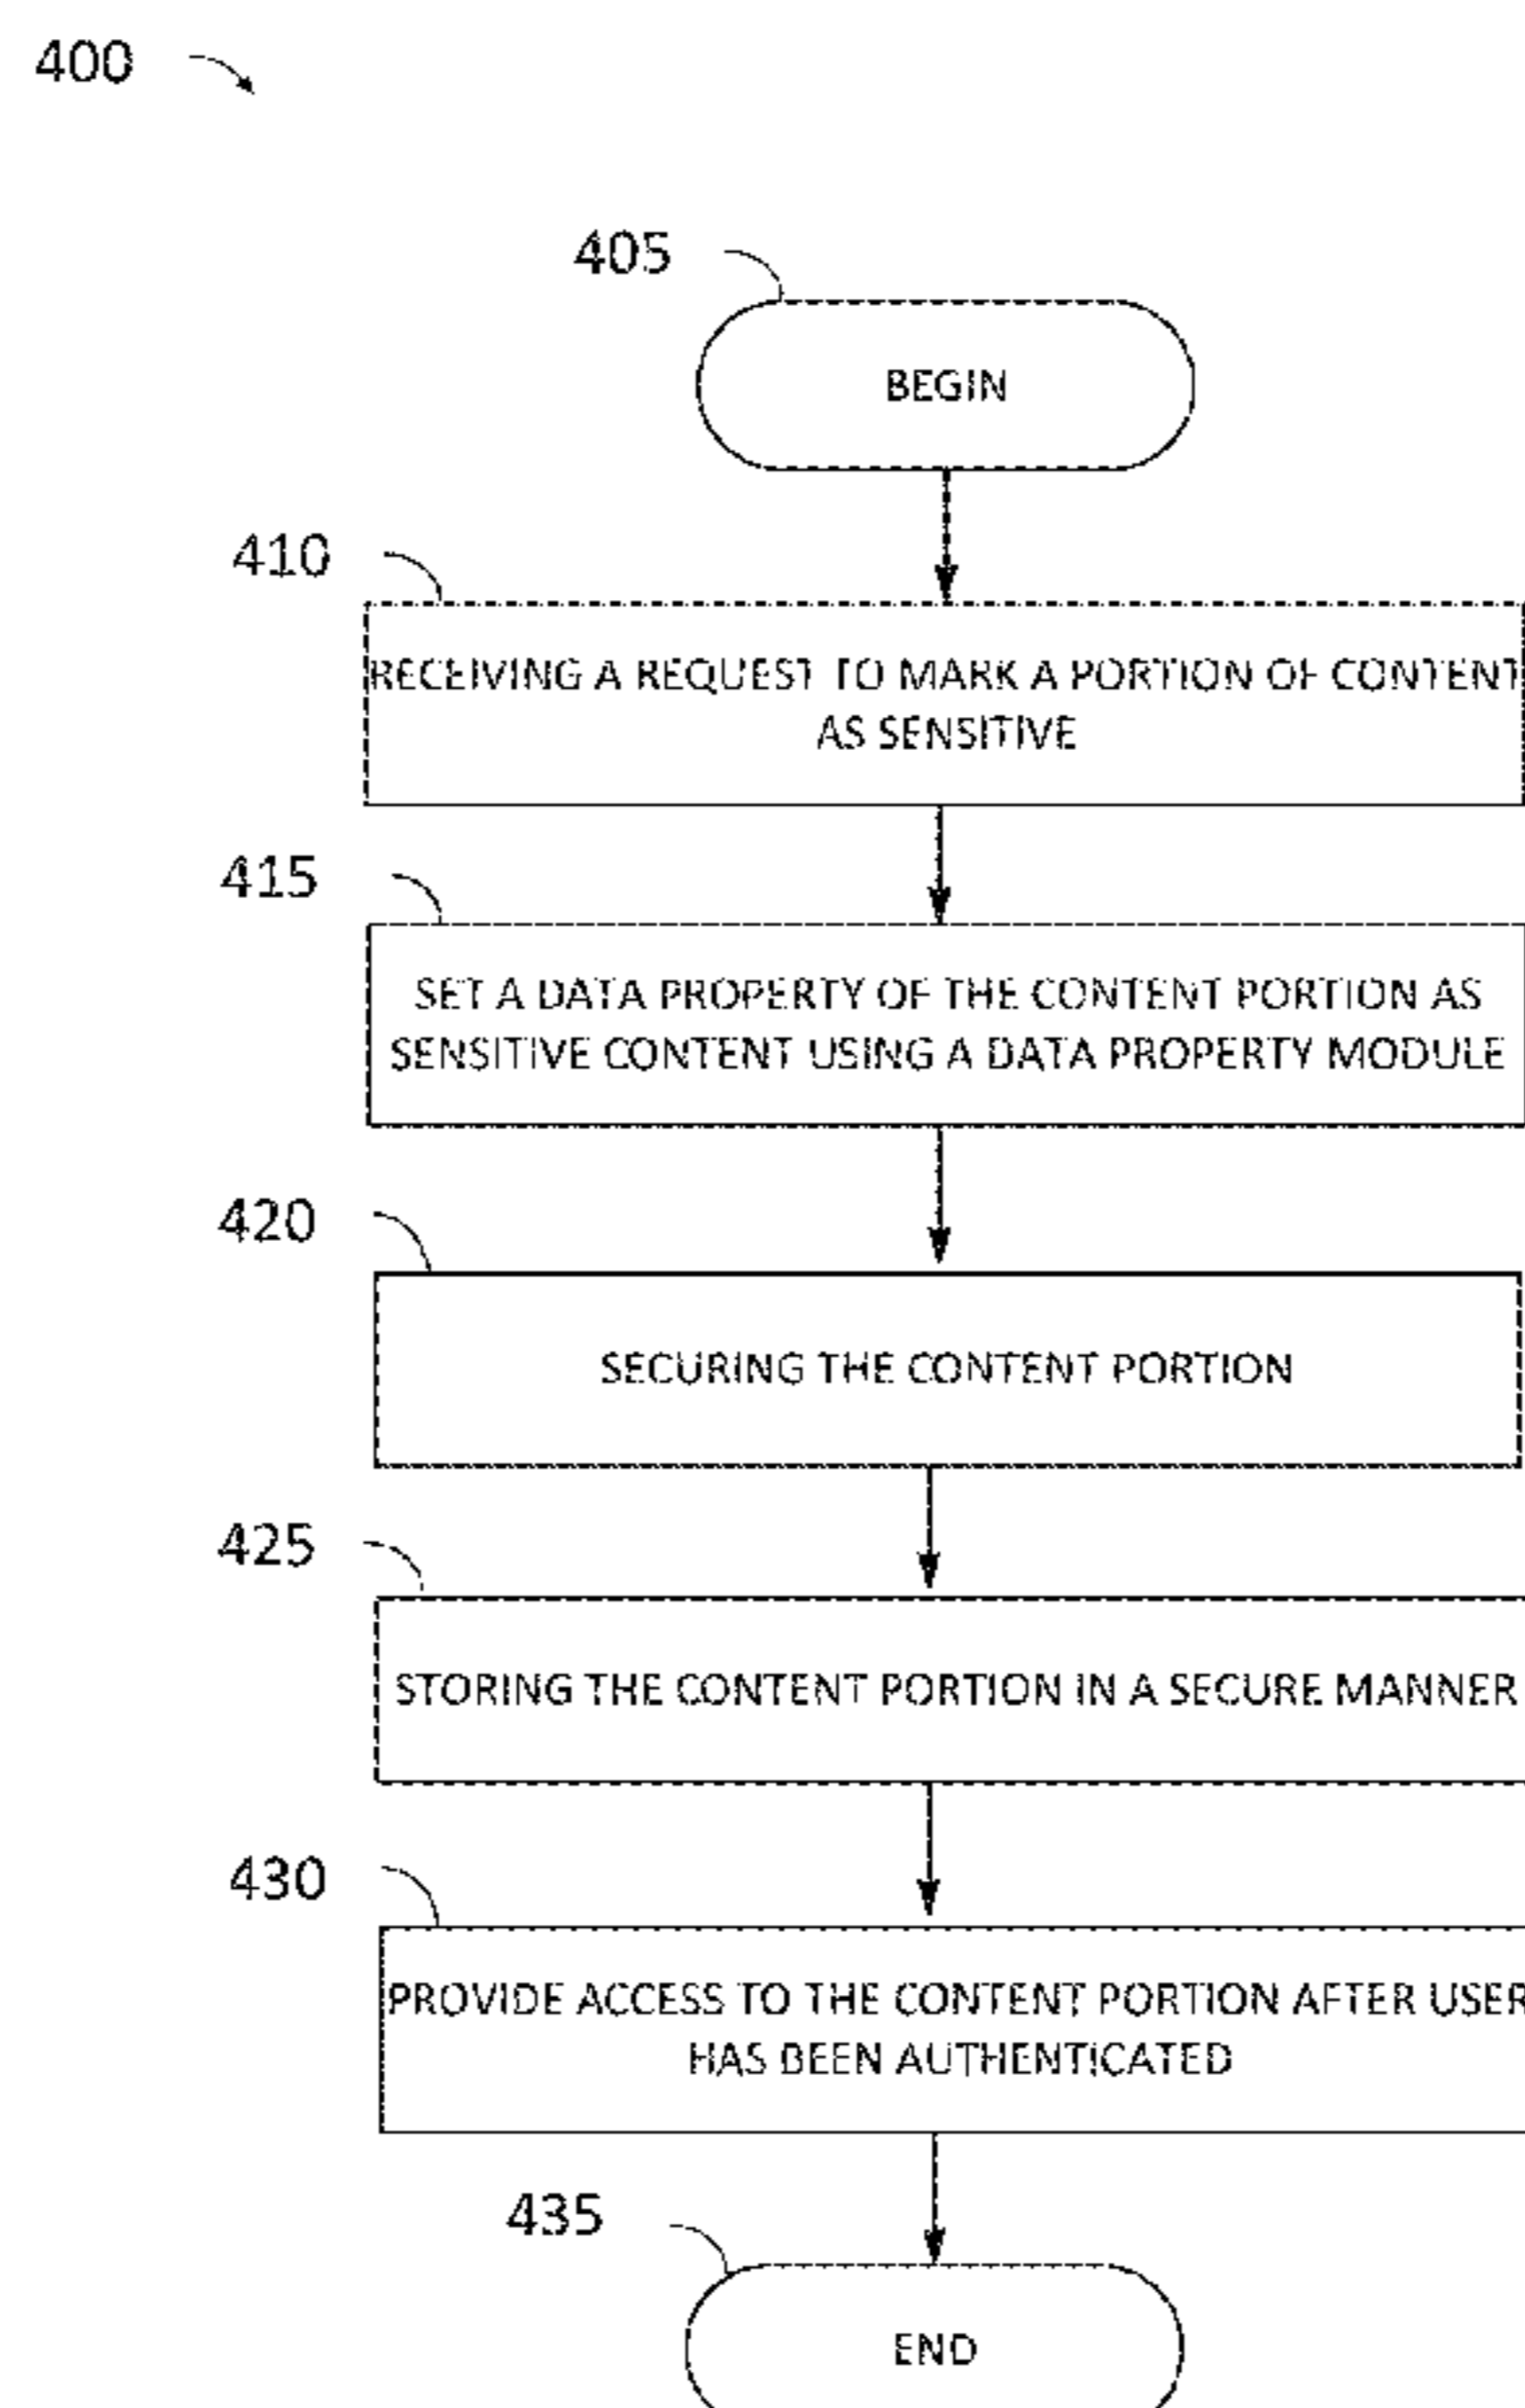 400
405
BEGIN
410
RECEIVING A REQUEST TO MARK A PORTION OF CONTENT
AS SENSITIVE
415
SET A DATA PROPERTY OF THE CONTENT PORTION AS
SENSITIVE CONTENT USING A DATA PROPERTY MODULE
420
SECURING THE CONTENT PORTION
425
STORING THE CONTENT PORTION IN A SECURE MANNER
430
PROVIDE ACCESS TO THE CONTENT PORTION AFTER USER
HAS BEEN AUTHENTICATED
435
END